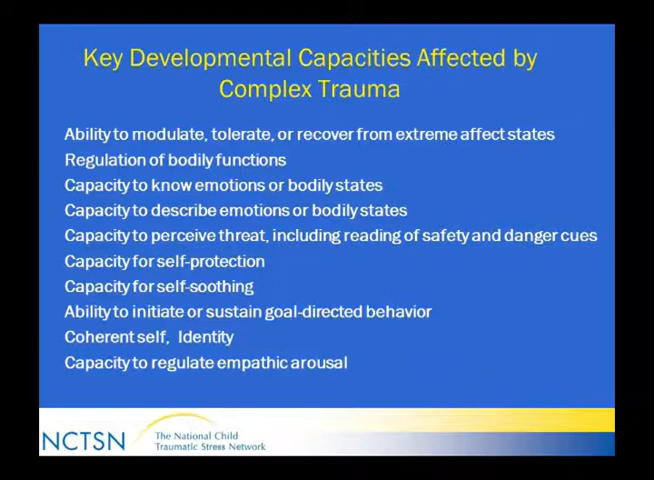 Key Developmental Capacities Affected by
Complex Trauma
Ability to modulate, tolerate, or recover from extreme affect states
Regulation of bodily functions
Capacity to know emotions or bodily states
Capacity to describe emotions or bodily states
Capacity to perceive threat, including reading of safety and danger cues
Capacity for self-protection
Capacity for self-soothing
Ability to initiate or sustain goal-directed behavior
Coherent self, Identity
Capacity to regulate empathic arousal
NCTSN
The National Child
Traumatic Stress Network